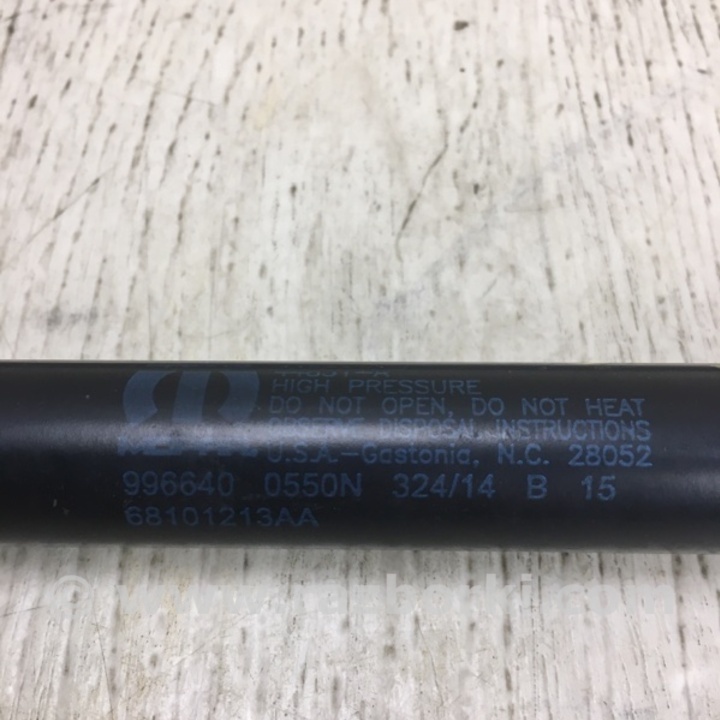 HIGH PRESSURE
DO NOT OPEN, DO NOT HEAT
OBSERVE DISPOSAL INSTRUCTIONS
U.S.A.-Gastonia, N.C. 28052
996640 0550N 324/14 B 15
68101213AA